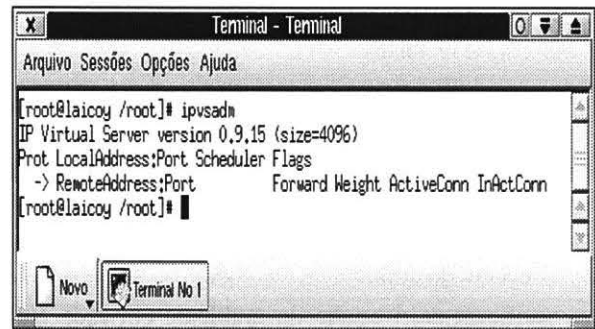 X Terminal - Terminal
Arquivo Sessões Opções Ajuda
[root@laicoy /root]# ipvsadm
IP Virtual Server version 0.9.15 (size=4096)
Prot LocalAddress:Port Scheduler Flags
  -> RemoteAddress:Port           Forward Weight ActiveConn InActConn
[root@laicoy /root]#
Novo Terminal No 1